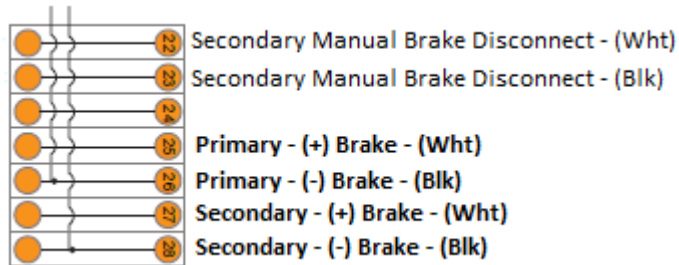 22 Secondary Manual Brake Disconnect - (Wht)
23 Secondary Manual Brake Disconnect - (Blk)
24
25 Primary - (+) Brake - (Wht)
26 Primary - (-) Brake - (Blk)
27 Secondary - (+) Brake - (Wht)
28 Secondary - (-) Brake - (Blk)